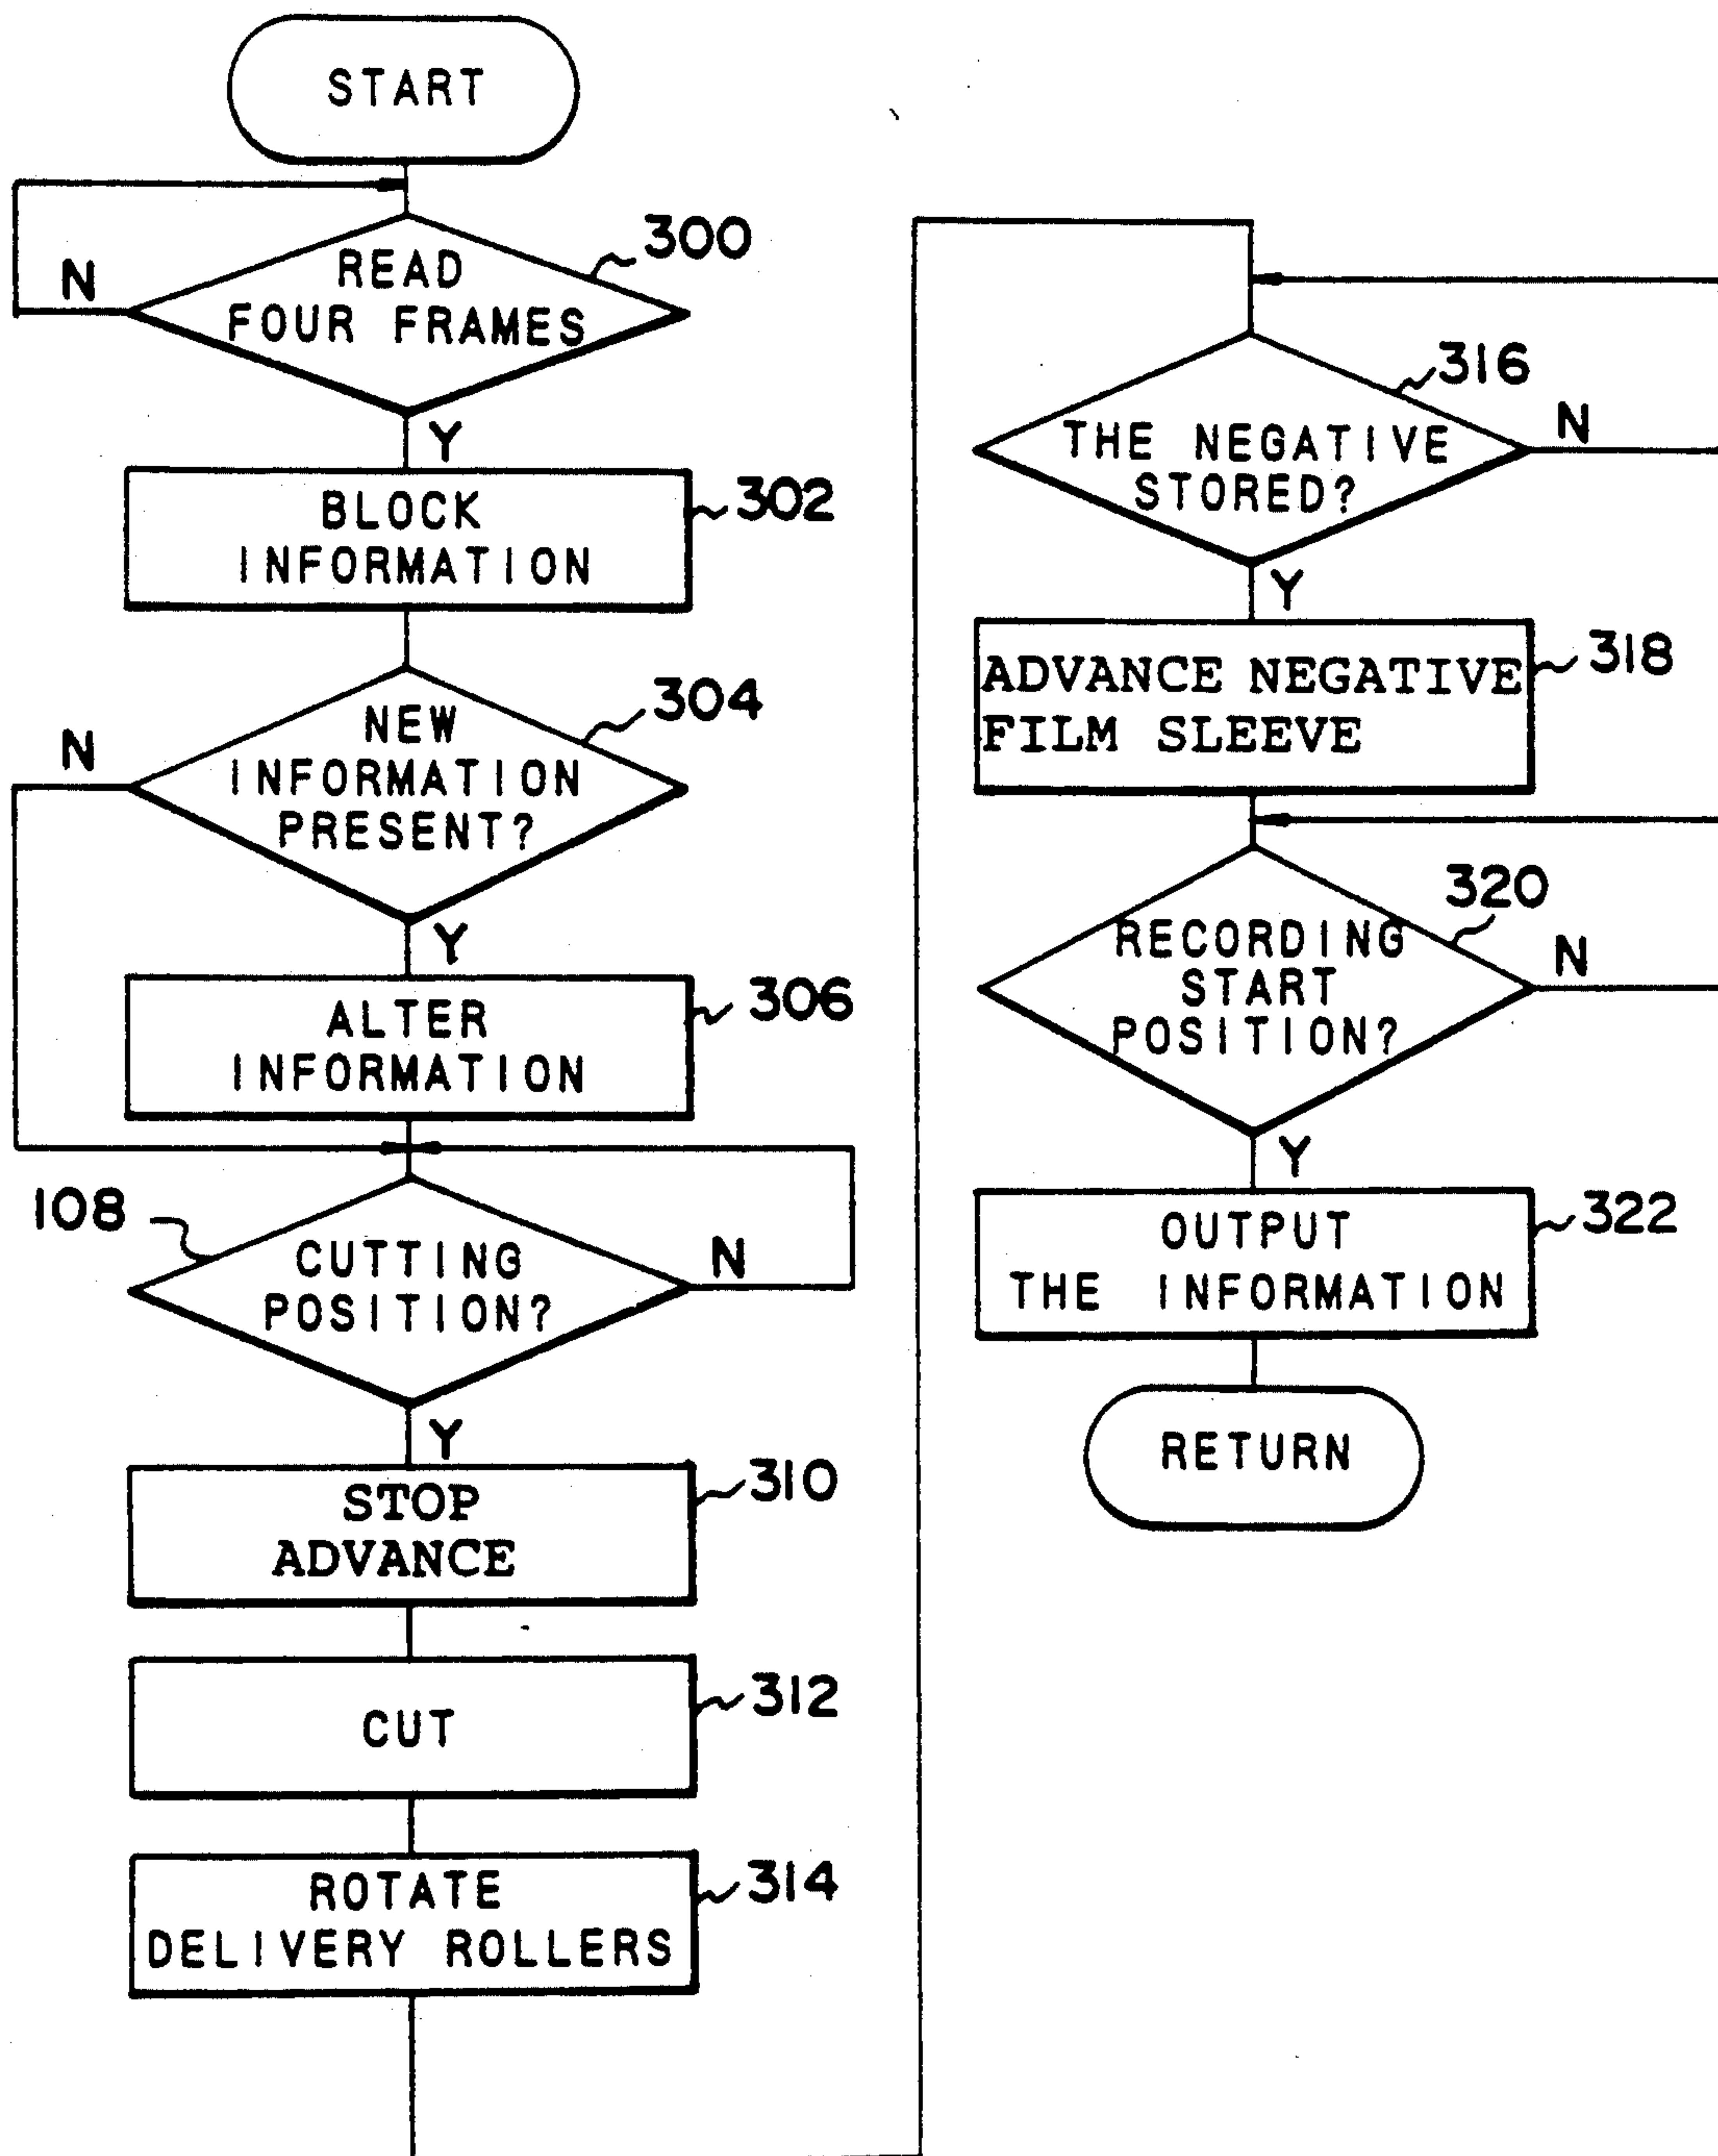 START
300
READ
FOUR FRAMES
N
Y
302
BLOCK
INFORMATION
304
NEW
INFORMATION
PRESENT?
N
Y
306
ALTER
INFORMATION
108
CUTTING
POSITION?
N
Y
310
STOP
ADVANCE
312
CUT
314
ROTATE
DELIVERY ROLLERS
316
THE NEGATIVE
STORED?
N
Y
318
ADVANCE NEGATIVE
FILM SLEEVE
320
RECORDING
START
POSITION?
N
Y
322
OUTPUT
THE INFORMATION
RETURN